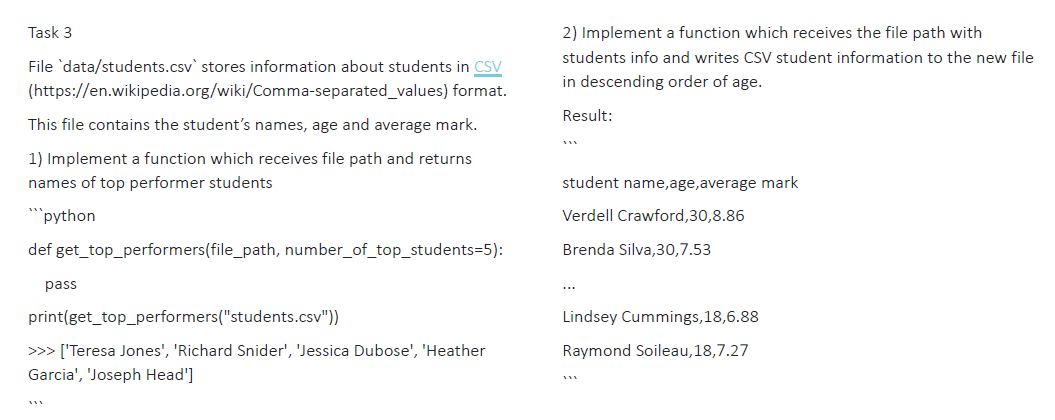 Task 3
File `data/students.csv` stores information about students in CSV
(https://en.wikipedia.org/wiki/Comma-separated_values) format.
This file contains the student’s names, age and average mark.
1) Implement a function which receives file path and returns
names of top performer students
```python
def get_top_performers(file_path, number_of_top_students=5):
pass
print(get_top_performers("students.csv"))
>>> ['Teresa Jones', 'Richard Snider', 'Jessica Dubose', 'Heather
Garcia', 'Joseph Head']
```
2) Implement a function which receives the file path with
students info and writes CSV student information to the new file
in descending order of age.
Result:
```
student name,age,average mark
Verdell Crawford,30,8.86
Brenda Silva,30,7.53
...
Lindsey Cummings,18,6.88
Raymond Soileau,18,7.27
```